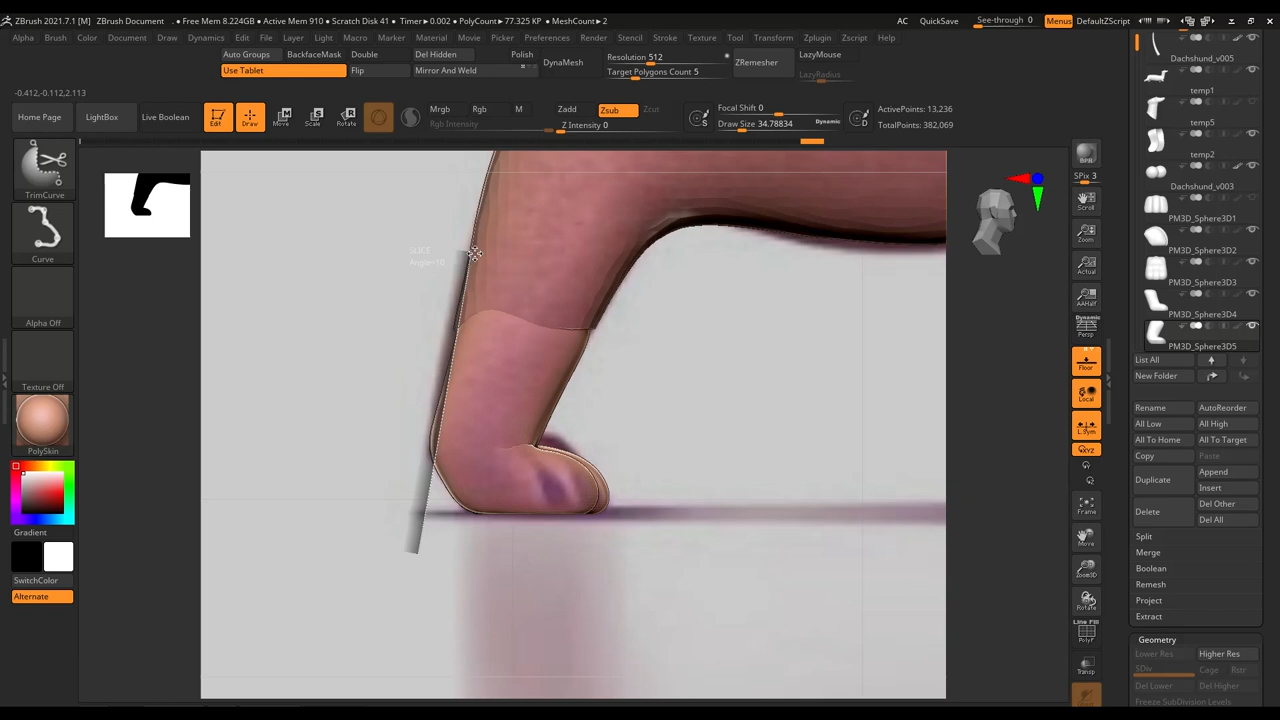 ZBrush 2021.7.1 [M] ZBrush Document . • Free Mem 8.224GB • Active Mem 910 • Scratch Disk 41 • Timer▸0.002 • PolyCount▸77.325 KP • MeshCount▸2 AC QuickSave See-through 0 Menus DefaultZScript
Alpha Brush Color Document Draw Dynamics Edit File Layer Light Macro Marker Material Movie Picker Preferences Render Stencil Stroke Texture Tool Transform Zplugin Zscript Help
Auto Groups BackfaceMask Double Del Hidden Polish Resolution 512 LazyMouse Dachshund_v005
Use Tablet Flip Mirror And Weld DynaMesh Target Polygons Count 5 ZRemesher LazyRadius
-0.412,-0.112,2.113
temp1
Home Page LightBox Live Boolean Edit Draw Move Scale Rotate Mrgb Rgb M Zadd Zsub Zcut Focal Shift 0 ActivePoints: 13,236
Rgb Intensity Z Intensity 0 S Draw Size 34.78834 Dynamic D TotalPoints: 382,069
temp5
BPR temp2
SPix 3
Dachshund_v003
TrimCurve Scroll
PM3D_Sphere3D1
Zoom
PM3D_Sphere3D2
SLICE
Angle=10
Curve Actual
PM3D_Sphere3D3
AAHalf
PM3D_Sphere3D4
Alpha Off Dynamic
Persp
PM3D_Sphere3D5
List All
Floor
New Folder
Texture Off Local
Rename AutoReorder
L.Sym All Low All High
All To Home All To Target
XYZ
PolySkin Copy Paste
Duplicate Append
Insert
Frame Delete Del Other
Del All
Gradient Move Split
Merge
Zoom3D Boolean
SwitchColor Remesh
Alternate Rotate Project
Extract
Line Fill
PolyF Geometry
Lower Res Higher Res
Transp SDiv Cage Rstr
Del Lower Del Higher
Freeze SubDivision Levels